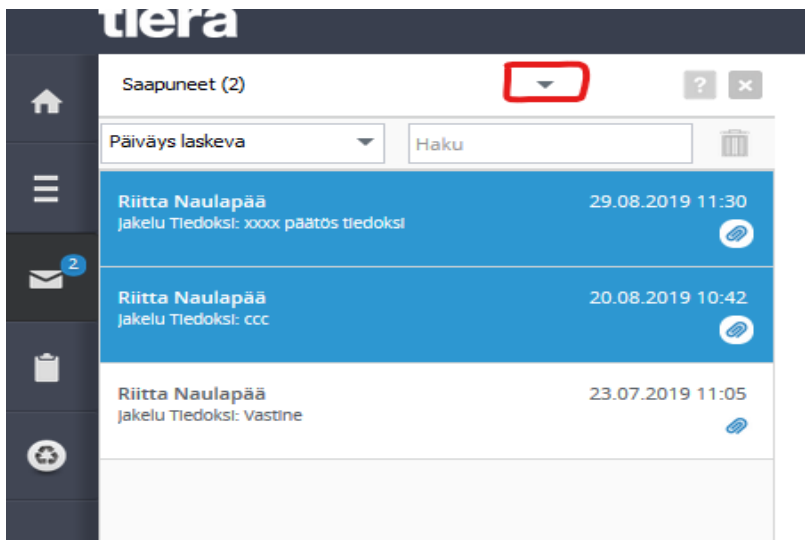 tiera
Saapuneet (2)
?
Päiväys laskeva
Haku
Riitta Naulapää 29.08.2019 11:30
Jakelu Tiedoksi: xxxx päätös tiedoksi
2
Riitta Naulapää 20.08.2019 10:42
Jakelu Tiedoksi: ccc
Riitta Naulapää 23.07.2019 11:05
Jakelu Tiedoksi: Vastine